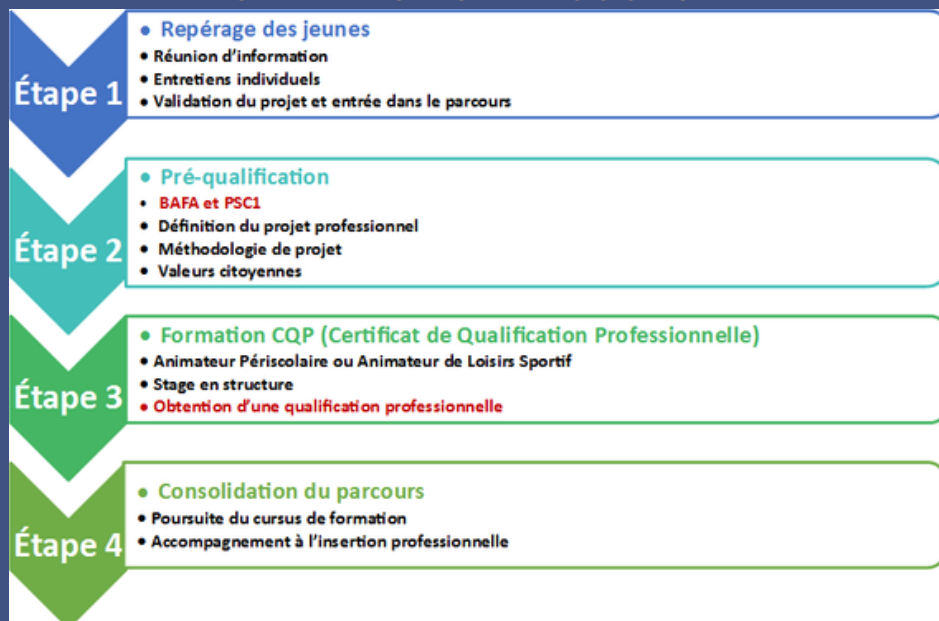 Étape 1
• Repérage des jeunes
• Réunion d'information
• Entretiens individuels
• Validation du projet et entrée dans le parcours
Étape 2
• Pré-qualification
• BAFA et PSC1
• Définition du projet professionnel
• Méthodologie de projet
• Valeurs citoyennes
Étape 3
• Formation CQP (Certificat de Qualification Professionnelle)
• Animateur Périscolaire ou Animateur de Loisirs Sportif
• Stage en structure
• Obtention d'une qualification professionnelle
Étape 4
• Consolidation du parcours
• Poursuite du cursus de formation
• Accompagnement à l'insertion professionnelle